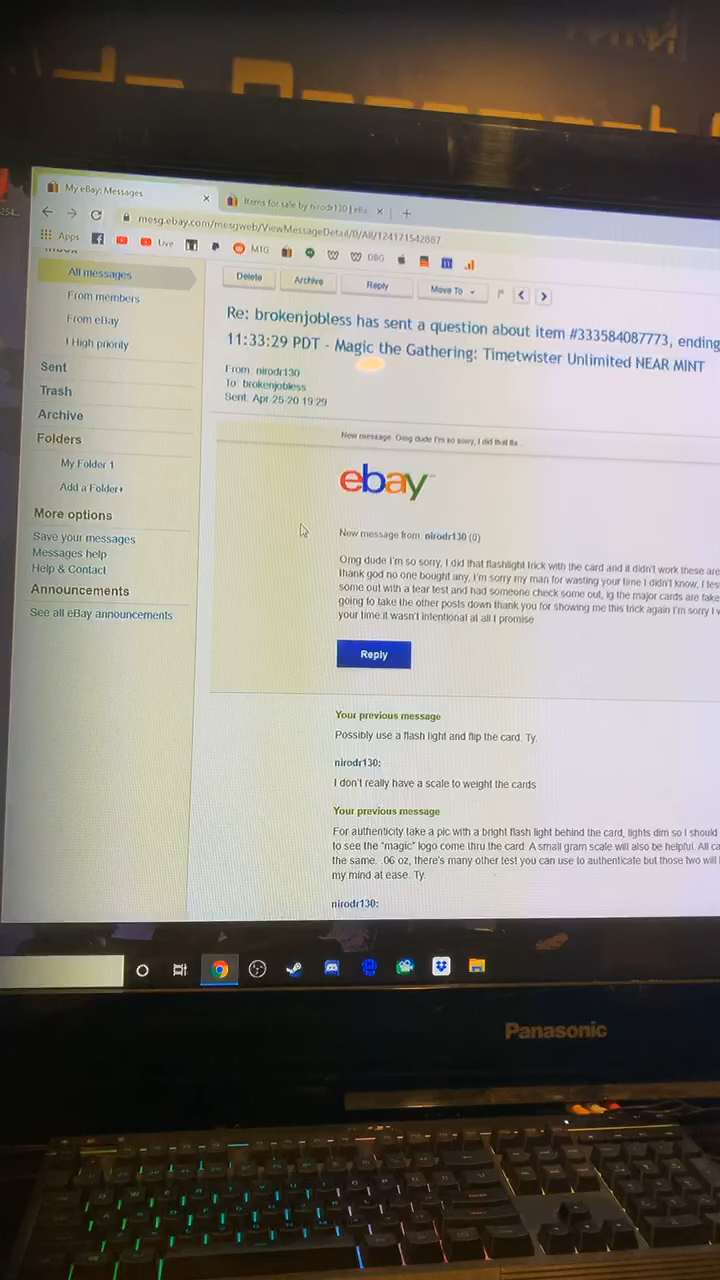 My eBay: Messages
Items for sale by nirodr130 | eBa
mesg.ebay.com/mesgweb/ViewMessageDetail/0/All/124171542887
Apps
Live
MTG
DBG
All messages
Delete
Archive
Reply
Move To
From members
From eBay
! High priority
Sent
Trash
Archive
Folders
My Folder 1
Add a Folder+
More options
Save your messages
Messages help
Help & Contact
Announcements
See all eBay announcements
Re: brokenjobless has sent a question about item #333584087773, ending
11:33:29 PDT - Magic the Gathering: Timetwister Unlimited NEAR MINT
From: nirodr130
To: brokenjobless
Sent: Apr-25-20 19:29
New message: Omg dude I'm so sorry, I did that fla...
ebay
New message from: nirodr130 (0)
Omg dude I'm so sorry, I did that flashlight trick with the card and it didn't work these are
thank god no one bought any, I'm sorry my man for wasting your time I didn't know, I tes
some out with a tear test and had someone check some out, ig the major cards are fake
going to take the other posts down thank you for showing me this trick again I'm sorry I w
your time it wasn't intentional at all I promise
Reply
Your previous message
Possibly use a flash light and flip the card. Ty.
nirodr130:
I don't really have a scale to weight the cards
Your previous message
For authenticity take a pic with a bright flash light behind the card, lights dim so I should
to see the "magic" logo come thru the card. A small gram scale will also be helpful. All ca
the same. .06 oz, there's many other test you can use to authenticate but those two will
my mind at ease. Ty.
nirodr130:
Panasonic